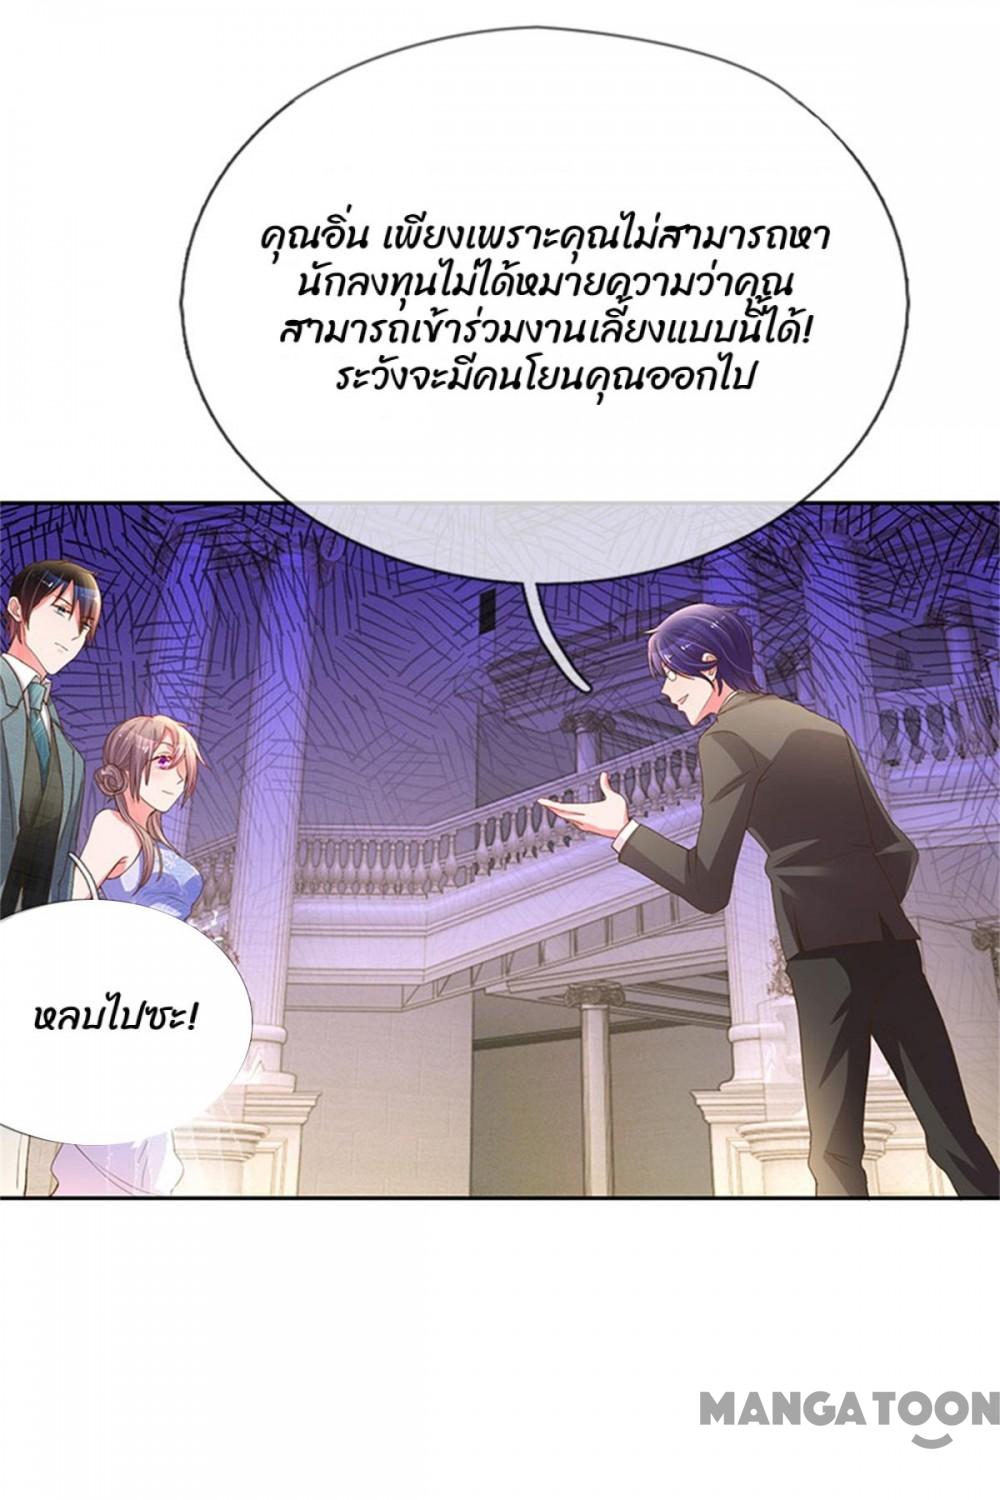 คุณอิ่น เพียงเพราะคุณไม่สามารถหา
นักลงทุนไม่ได้หมายความว่าคุณ
สามารถเข้าร่วมงานเลี้ยงแบบนี้ได้!
ระวังจะมีคนโยนคุณออกไป
หลบไปซะ!
MANGATOON